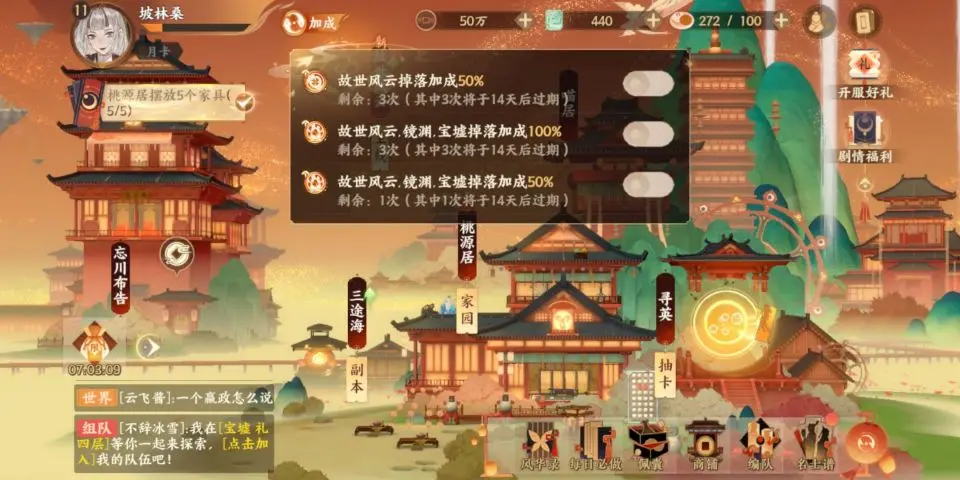 11
坡林桑
月卡
加成
50万
440
272 / 100
桃源居摆放5个家具(
5/5)
故世风云掉落加成50%
剩余：3次（其中3次将于14天后过期）
故世风云.镜渊.宝墟掉落加成100%
剩余：3次（其中3次将于14天后过期）
故世风云.镜渊.宝墟掉落加成50%
剩余：1次（其中1次将于14天后过期）
礼
开服好礼
剧情福利
忘川布告
三途海
副本
桃源居
家园
寻英
抽卡
07:03:09
世界 [云飞酱]:一个嬴政怎么说
组队 [不辞冰雪]:我在[宝墟 礼
四层]等你一起来探索，[点击加
入]我的队伍吧！
风华录
每日必做
佩囊
商铺
编队
名士谱